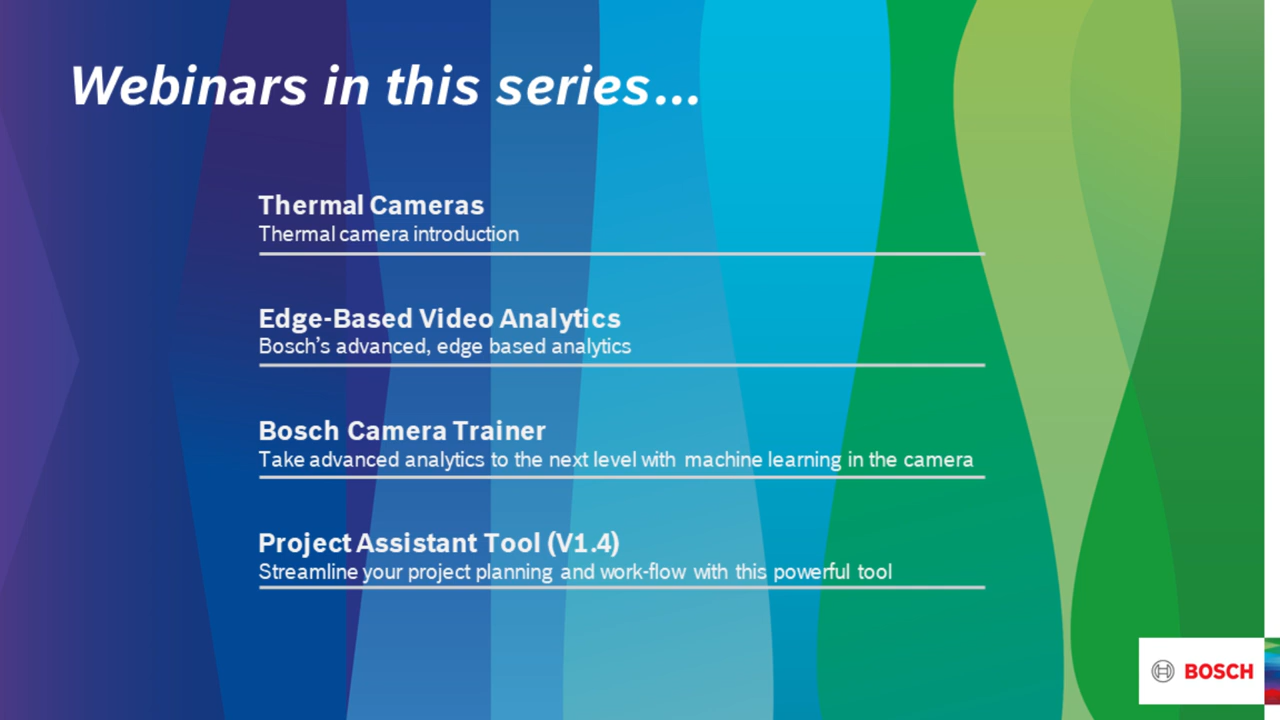 Webinars in this series...
Thermal Cameras
Thermal camera introduction
Edge-Based Video Analytics
Bosch’s advanced, edge based analytics
Bosch Camera Trainer
Take advanced analytics to the next level with machine learning in the camera
Project Assistant Tool (V1.4)
Streamline your project planning and work-flow with this powerful tool
BOSCH